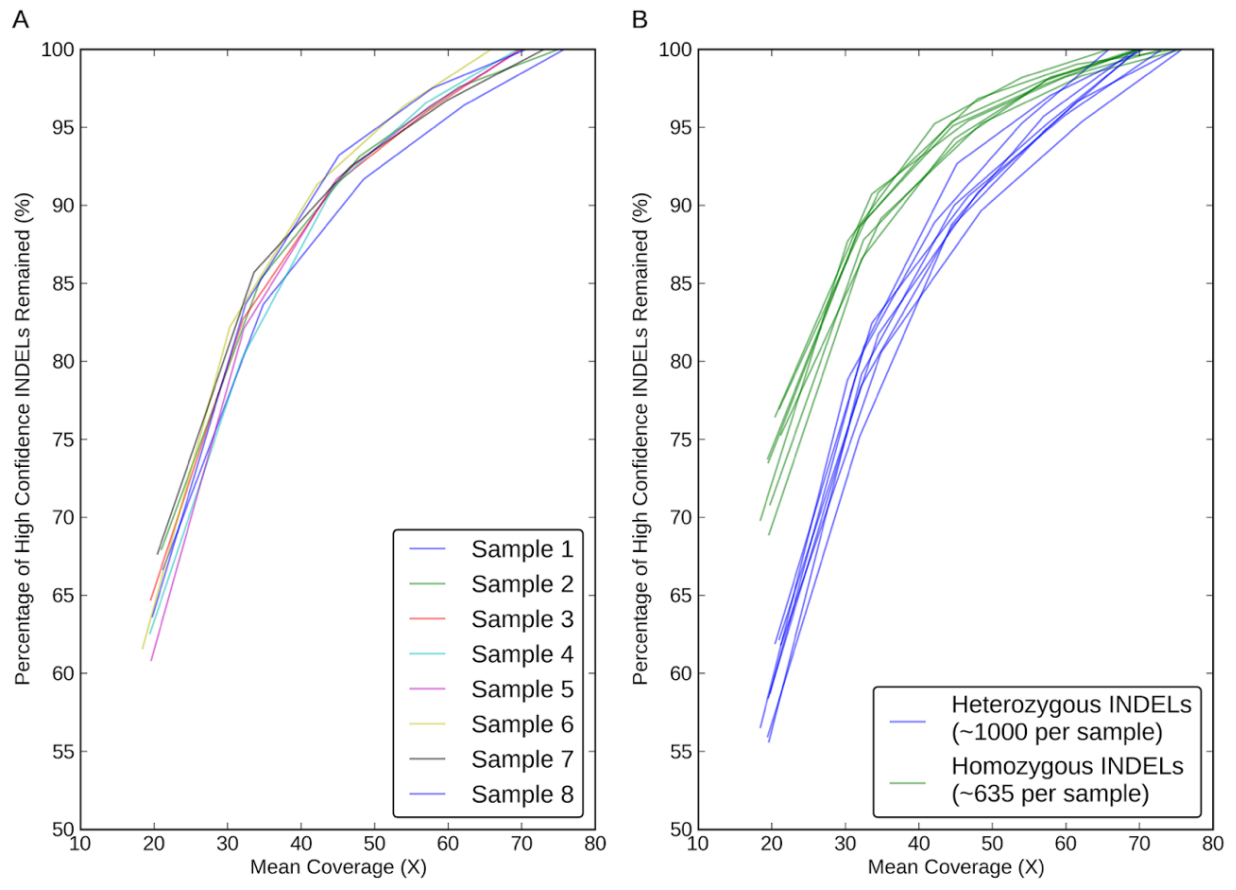 A
Percentage of High Confidence INDELs Remained (%)
100
95
90
85
80
75
70
65
60
55
50
10 20 30 40 50 60 70 80
Mean Coverage (X)
Sample 1
Sample 2
Sample 3
Sample 4
Sample 5
Sample 6
Sample 7
Sample 8
B
Percentage of High Confidence INDELs Remained (%)
100
95
90
85
80
75
70
65
60
55
50
10 20 30 40 50 60 70 80
Mean Coverage (X)
Heterozygous INDELs
(~1000 per sample)
Homozygous INDELs
(~635 per sample)